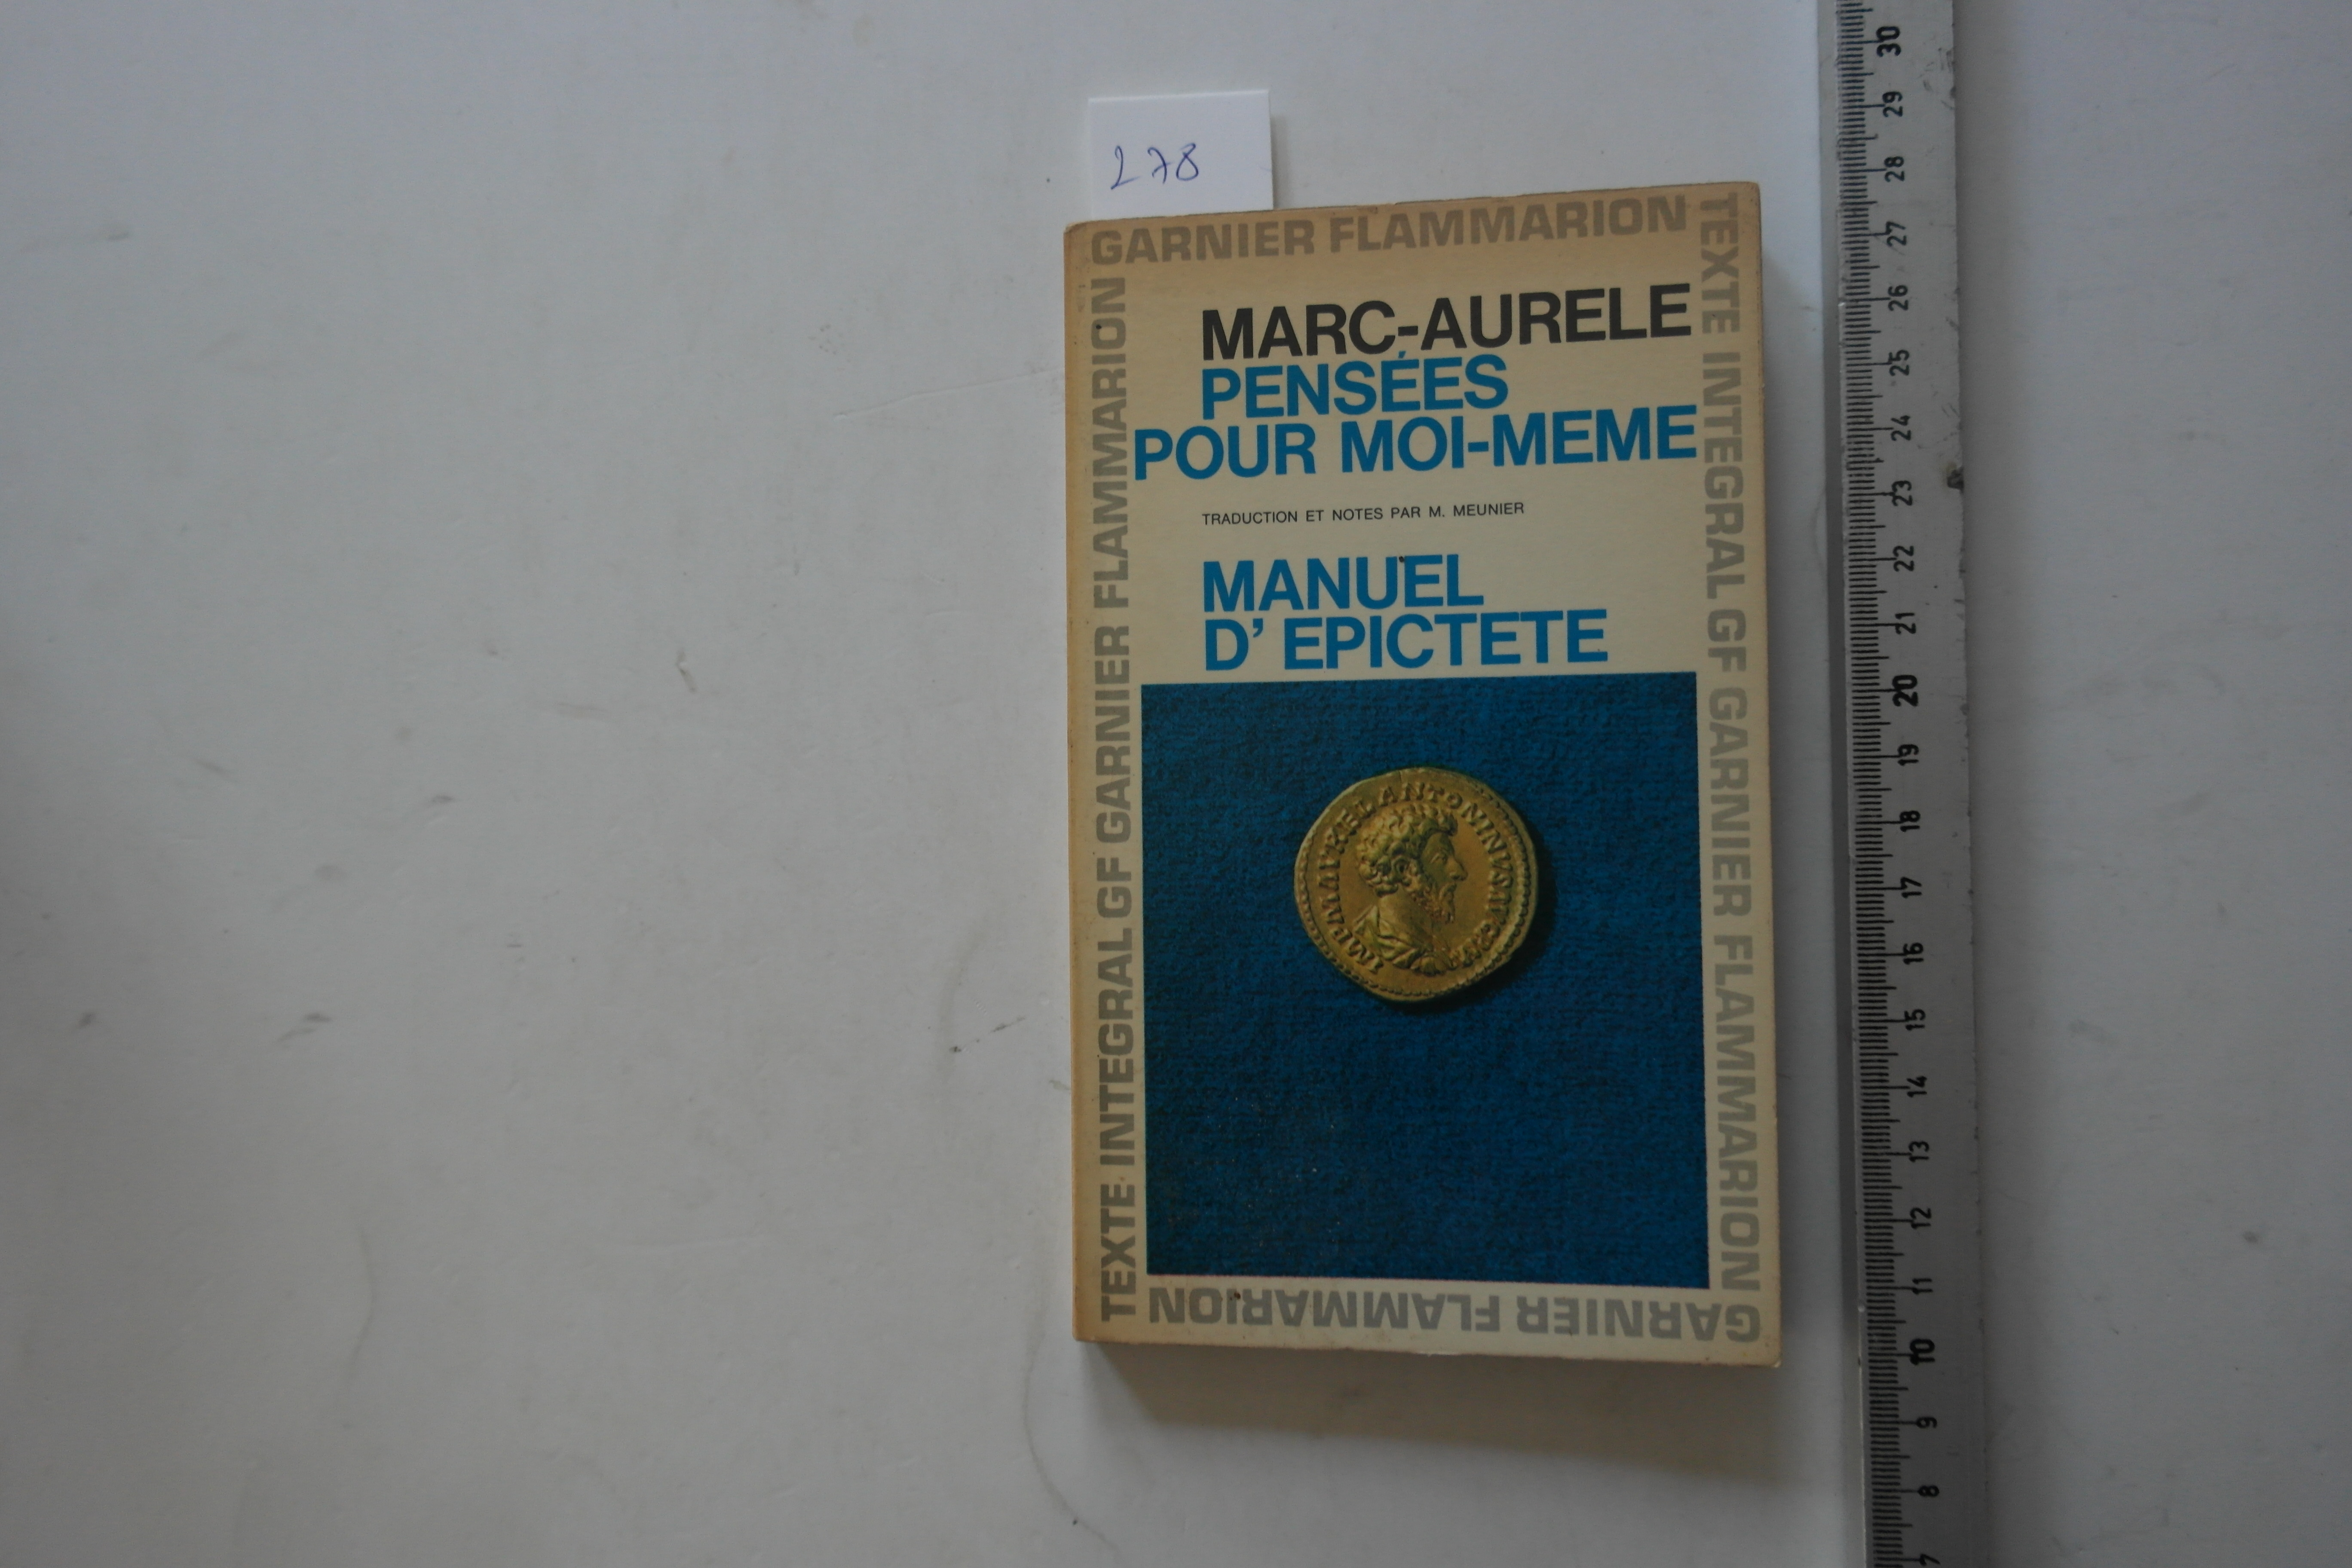 278
GARNIER FLAMMARION
TEXTE INTEGRAL GF GARNIER FLAMMARION
GARNIER FLAMMARION
TEXTE INTEGRAL GF GARNIER FLAMMARION
MARC-AURELE
PENSÉES
POUR MOI-MEME
TRADUCTION ET NOTES PAR M. MEUNIER
MANUEL
D'EPICTETE
30
29
28
27
26
25
24
23
22
21
20
19
18
17
16
15
14
13
12
11
10
9
8
7